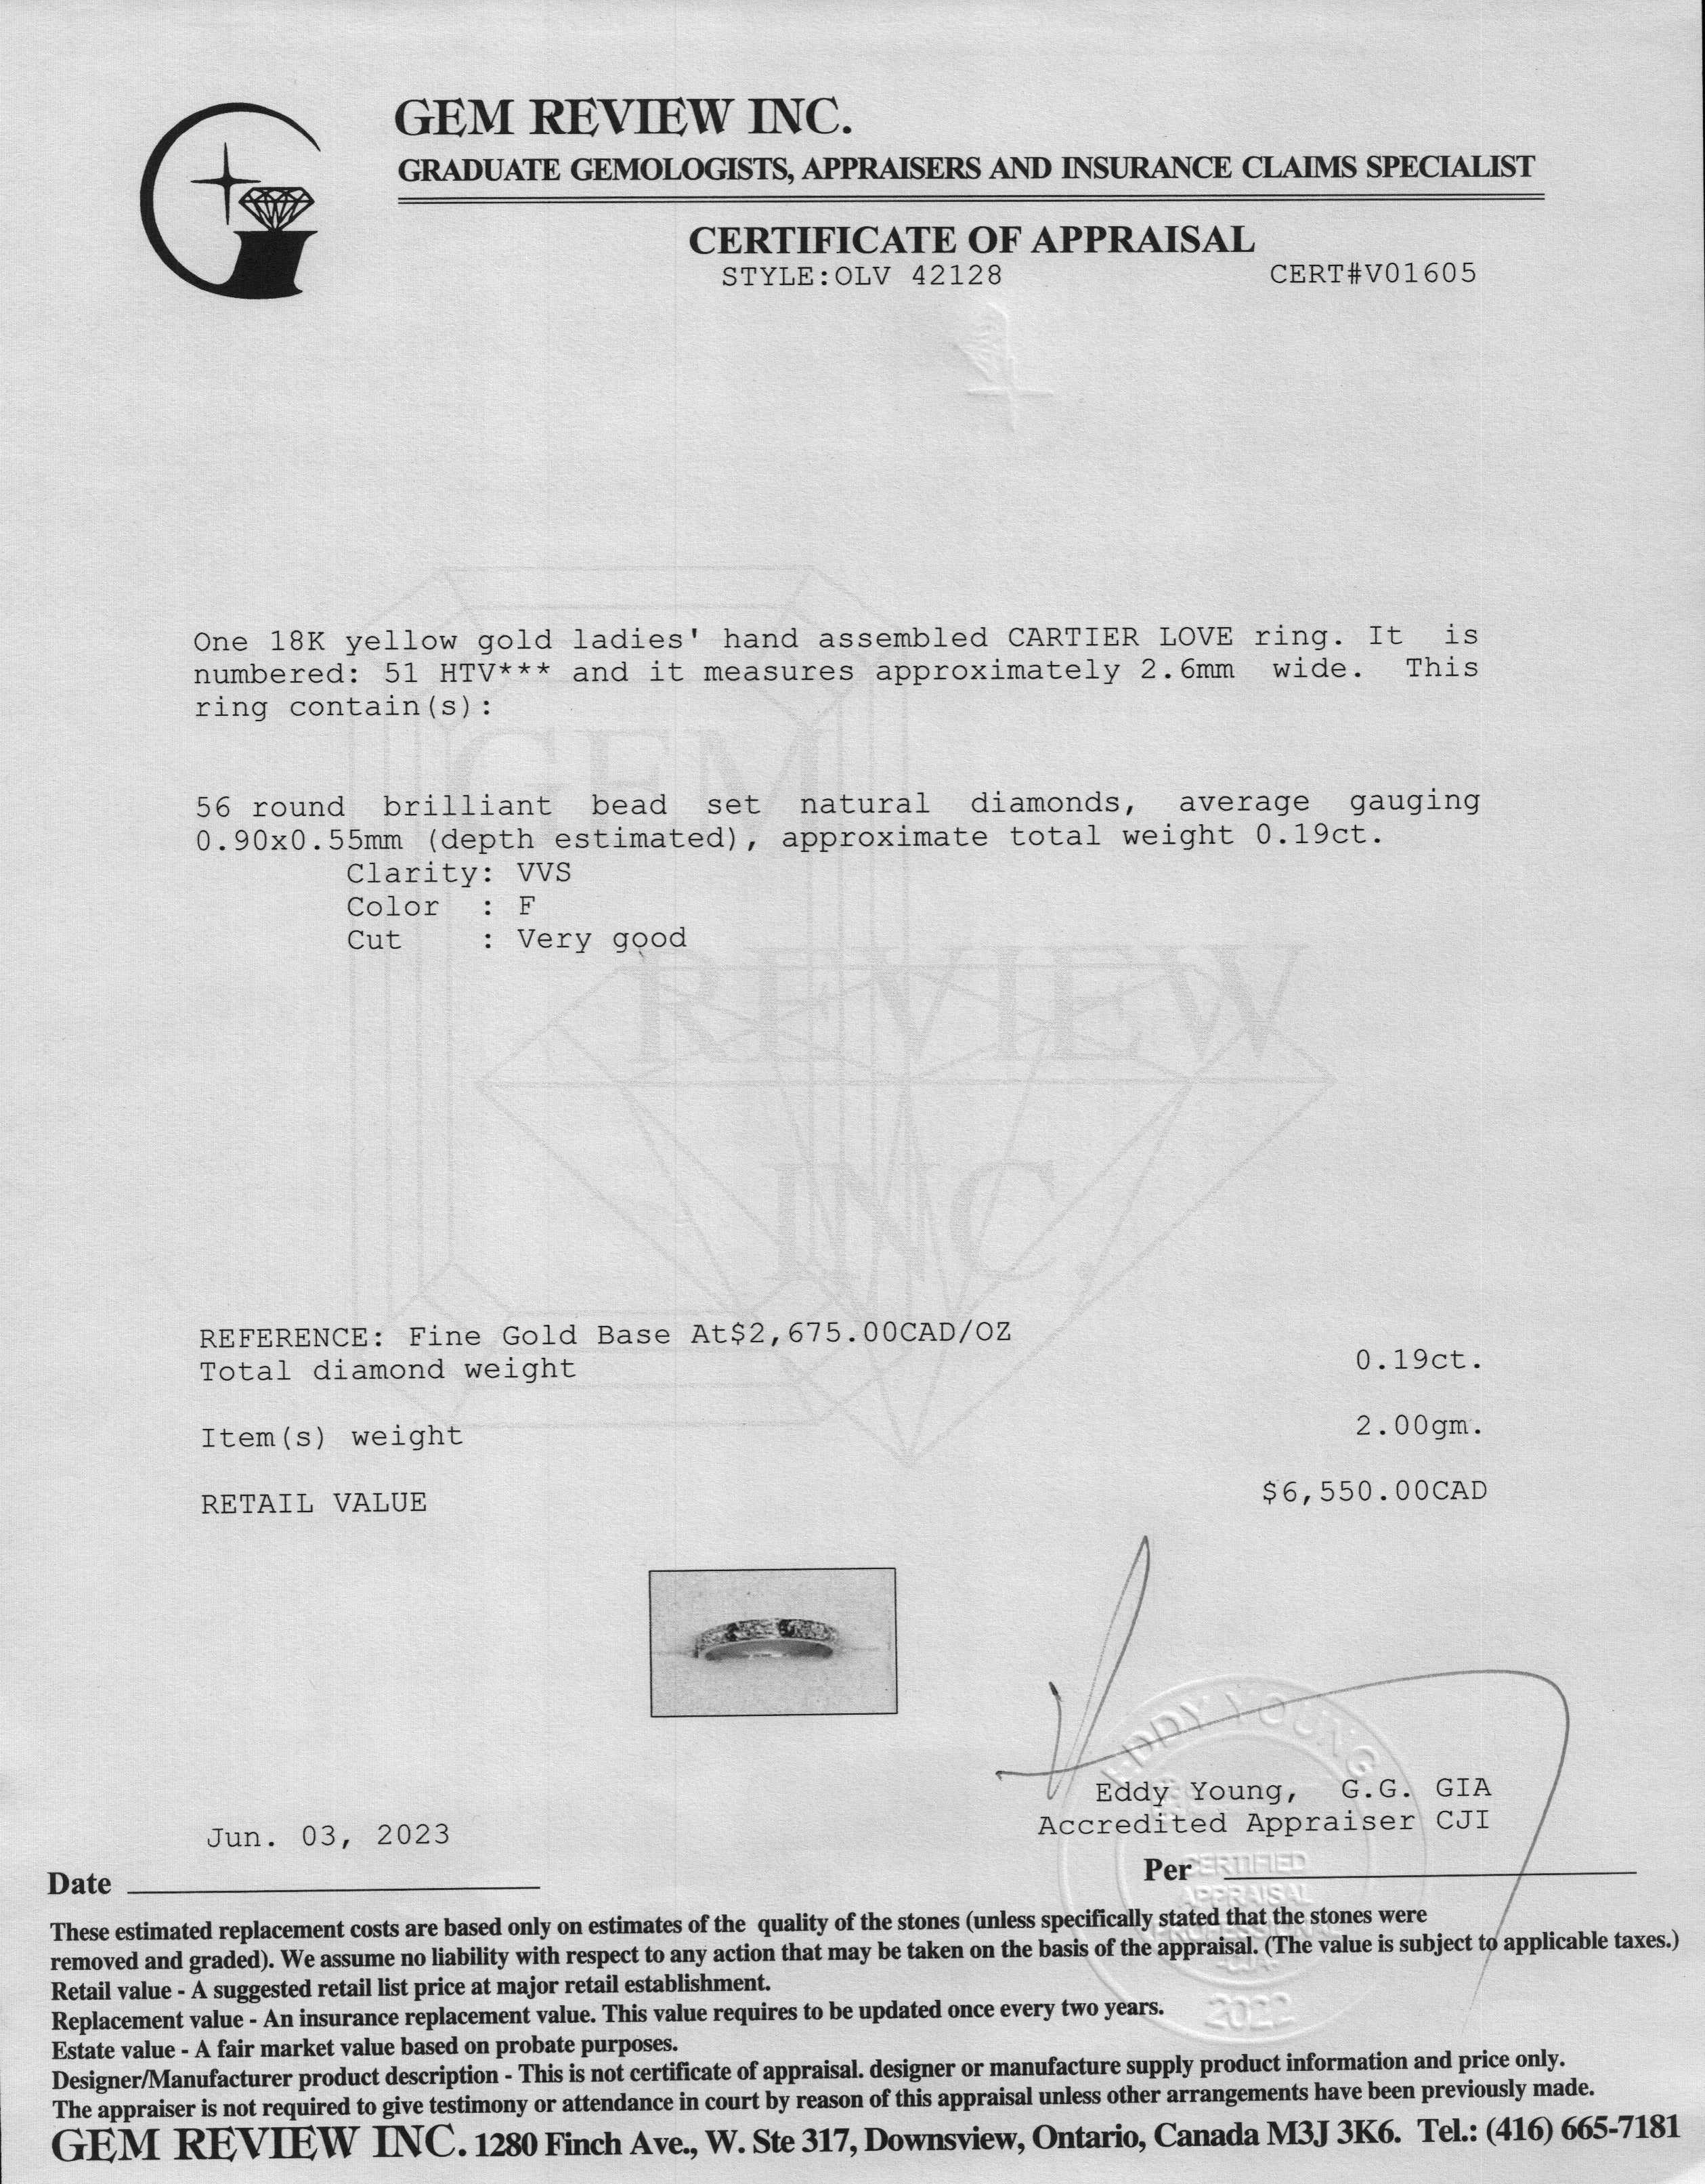 GEM REVIEW INC.
GRADUATE GEMOLOGISTS, APPRAISERS AND INSURANCE CLAIMS SPECIALIST
CERTIFICATE OF APPRAISAL
STYLE:OLV 42128 CERT#V01605
One 18K yellow gold ladies' hand assembled CARTIER LOVE ring. It is
numbered: 51 HTV*** and it measures approximately 2.6mm wide. This
ring contain(s):
GEM
56 round brilliant bead set natural diamonds, average gauging
0.90x0.55mm (depth estimated), approximate total weight 0.19ct.
Clarity: VVS
Color : F
Cut : Very good
REVIEW
INC.
REFERENCE: Fine Gold Base At$2,675.00CAD/OZ
Total diamond weight 0.19ct.
Item(s) weight 2.00gm.
RETAIL VALUE $6,550.00CAD
EDDY YOUNG
Eddy Young, G.G. GIA
Accredited Appraiser CJI
Jun. 03, 2023
Date
Per
CERTIFIED
APPRAISAL
PROFESSIONAL
-CJA-
2022
These estimated replacement costs are based only on estimates of the quality of the stones (unless specifically stated that the stones were
removed and graded). We assume no liability with respect to any action that may be taken on the basis of the appraisal. (The value is subject to applicable taxes.)
Retail value - A suggested retail list price at major retail establishment.
Replacement value - An insurance replacement value. This value requires to be updated once every two years.
Estate value - A fair market value based on probate purposes.
Designer/Manufacturer product description - This is not certificate of appraisal. designer or manufacture supply product information and price only.
The appraiser is not required to give testimony or attendance in court by reason of this appraisal unless other arrangements have been previously made.
GEM REVIEW INC. 1280 Finch Ave., W. Ste 317, Downsview, Ontario, Canada M3J 3K6. Tel.: (416) 665-7181